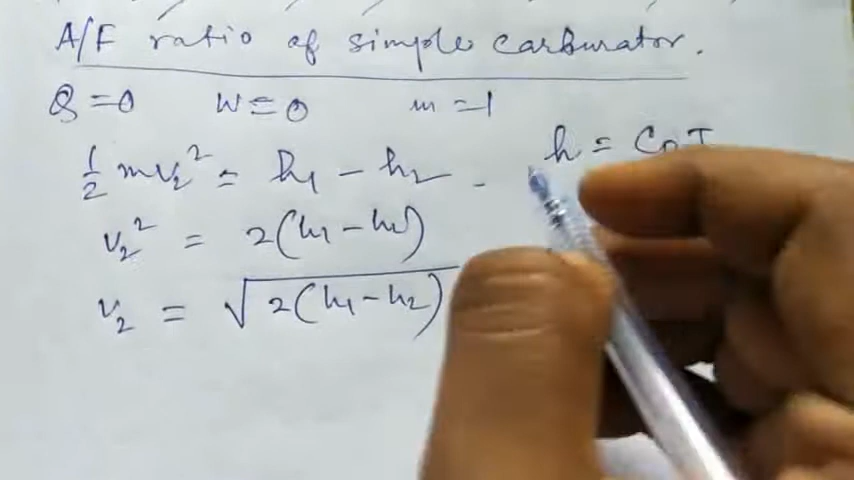 A/F ratio of simple carburator.
Q = 0 W = 0 m = 1
h = CpT
1/2 mv₂² = h₁ - h₂ -
v₂² = 2(h₁ - h₂)
v₂ = √2(h₁ - h₂)